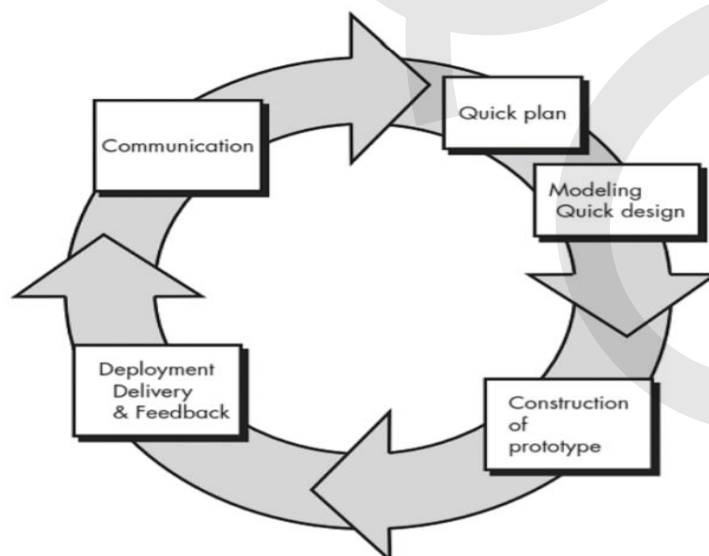 Communication
Quick plan
Modeling
Quick design
Construction
of
prototype
Deployment
Delivery
& Feedback